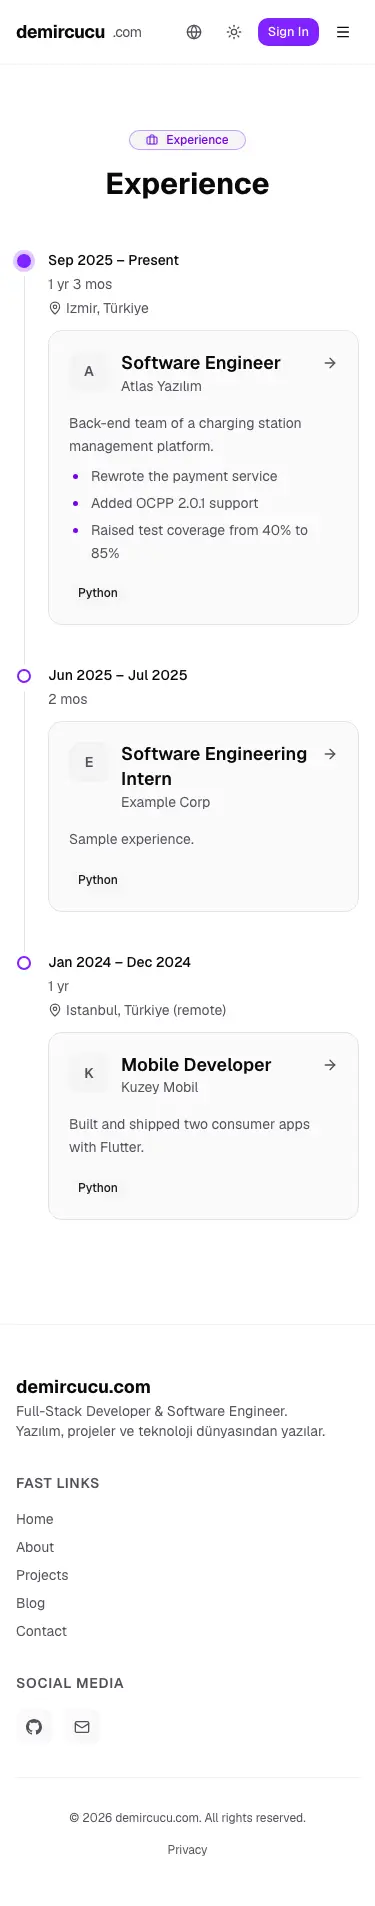 demircucu .com
Sign In
Experience
Experience
Sep 2025 – Present
1 yr 3 mos
Izmir, Türkiye
A
Software Engineer
Atlas Yazılım
Back-end team of a charging station
management platform.
Rewrote the payment service
Added OCPP 2.0.1 support
Raised test coverage from 40% to
85%
Python
Jun 2025 – Jul 2025
2 mos
E
Software Engineering
Intern
Example Corp
Sample experience.
Python
Jan 2024 – Dec 2024
1 yr
Istanbul, Türkiye (remote)
K
Mobile Developer
Kuzey Mobil
Built and shipped two consumer apps
with Flutter.
Python
demircucu.com
Full-Stack Developer & Software Engineer.
Yazılım, projeler ve teknoloji dünyasından yazılar.
FAST LINKS
Home
About
Projects
Blog
Contact
SOCIAL MEDIA
© 2026 demircucu.com. All rights reserved.
Privacy